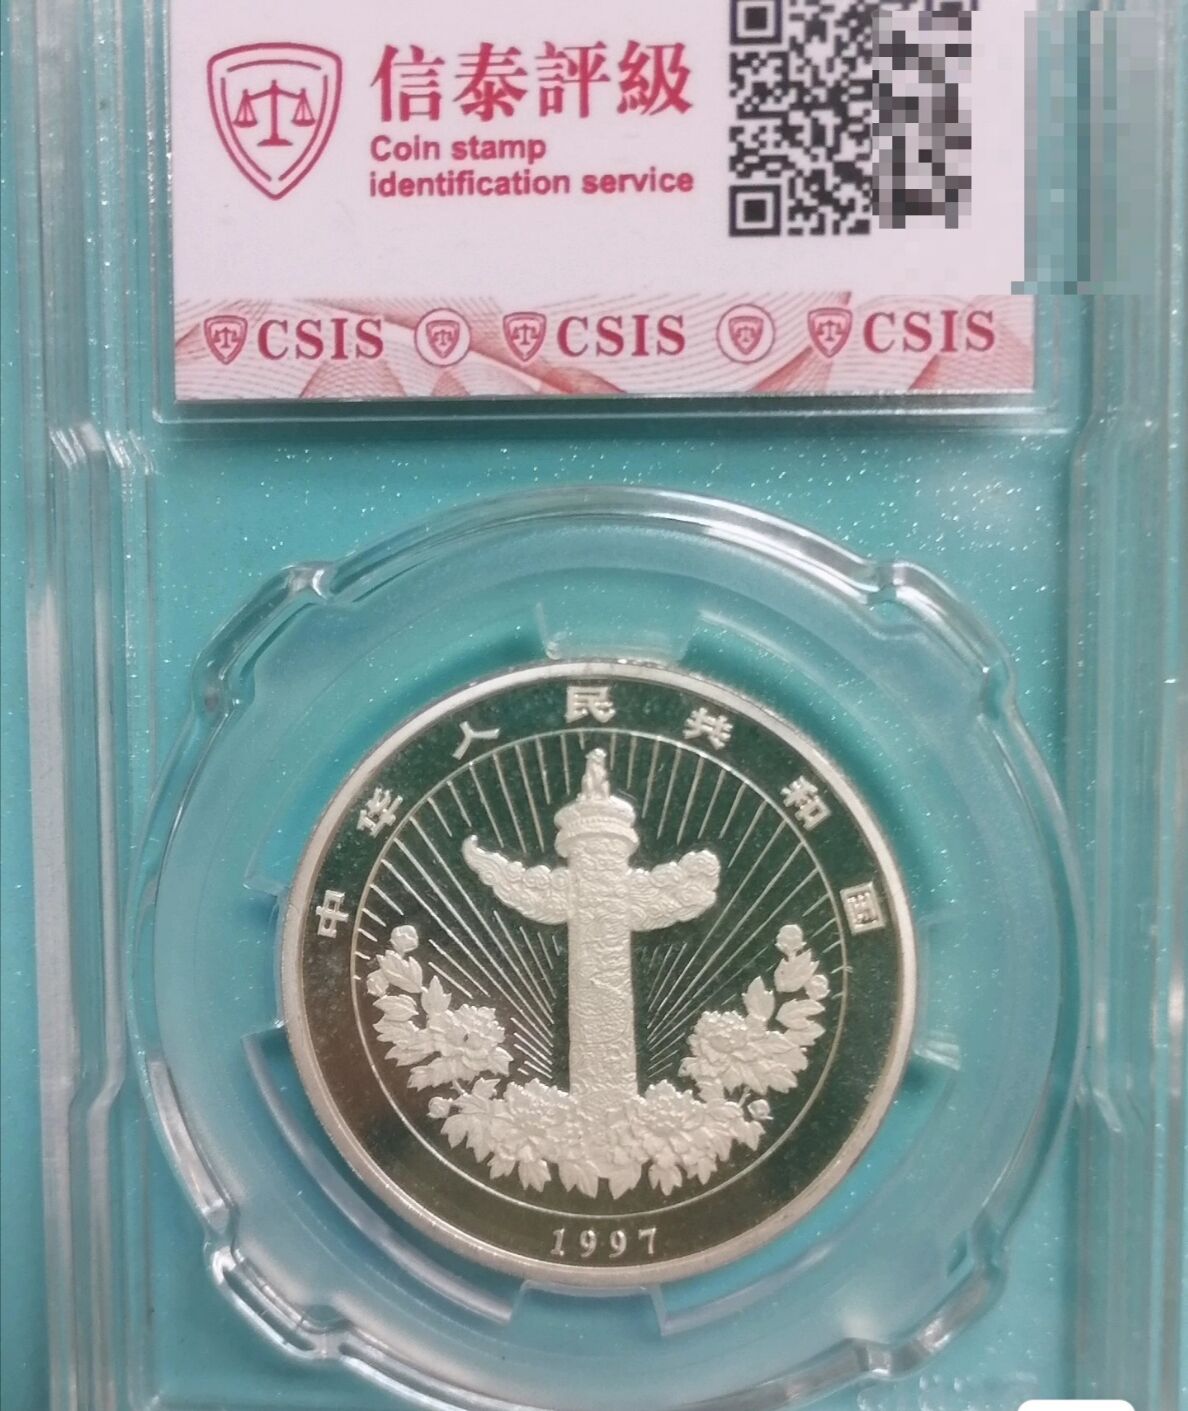 信泰評級
Coin stamp
identification service
CSIS CSIS CSIS
中华人民共和国
1997